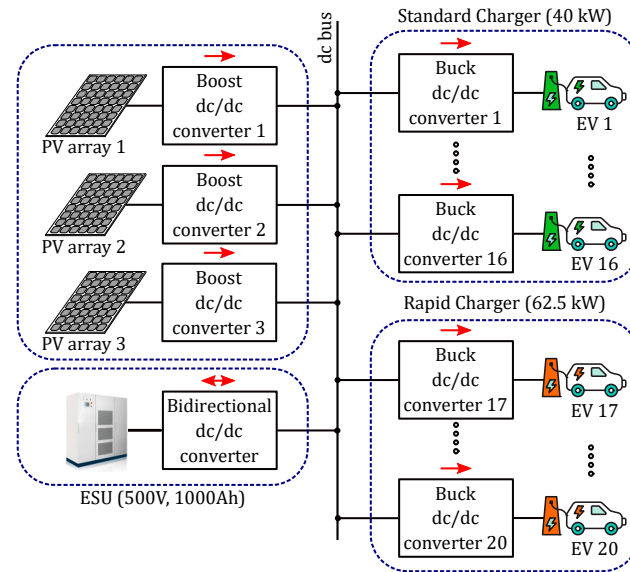 dc bus
Boost
dc/dc
converter 1
PV array 1
Boost
dc/dc
converter 2
PV array 2
Boost
dc/dc
converter 3
PV array 3
Bidirectional
dc/dc
converter
ESU (500V, 1000Ah)
Standard Charger (40 kW)
Buck
dc/dc
converter 1
EV 1
Buck
dc/dc
converter 16
EV 16
Rapid Charger (62.5 kW)
Buck
dc/dc
converter 17
EV 17
Buck
dc/dc
converter 20
EV 20